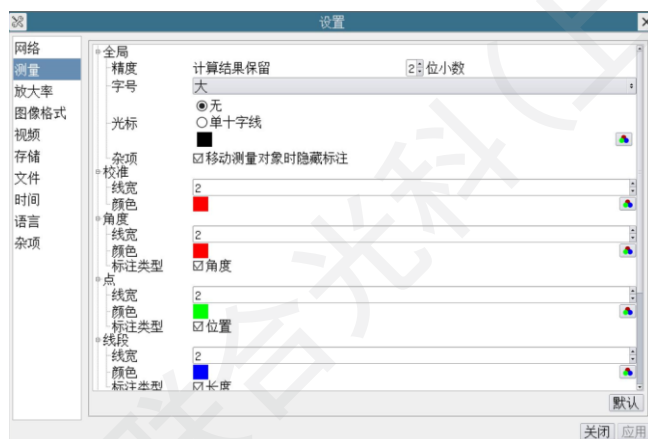 设置
网络
测量
放大率
图像格式
视频
存储
文件
时间
语言
杂项
全局
精度 计算结果保留 2 位小数
字号 大
无
光标 单十字线
杂项 移动测量对象时隐藏标注
校准
线宽 2
颜色
角度
线宽 2
颜色
标注类型 角度
点
线宽 2
颜色
标注类型 位置
线段
线宽 2
颜色
标注类型 长度
默认
关闭 应用
联合光科（上